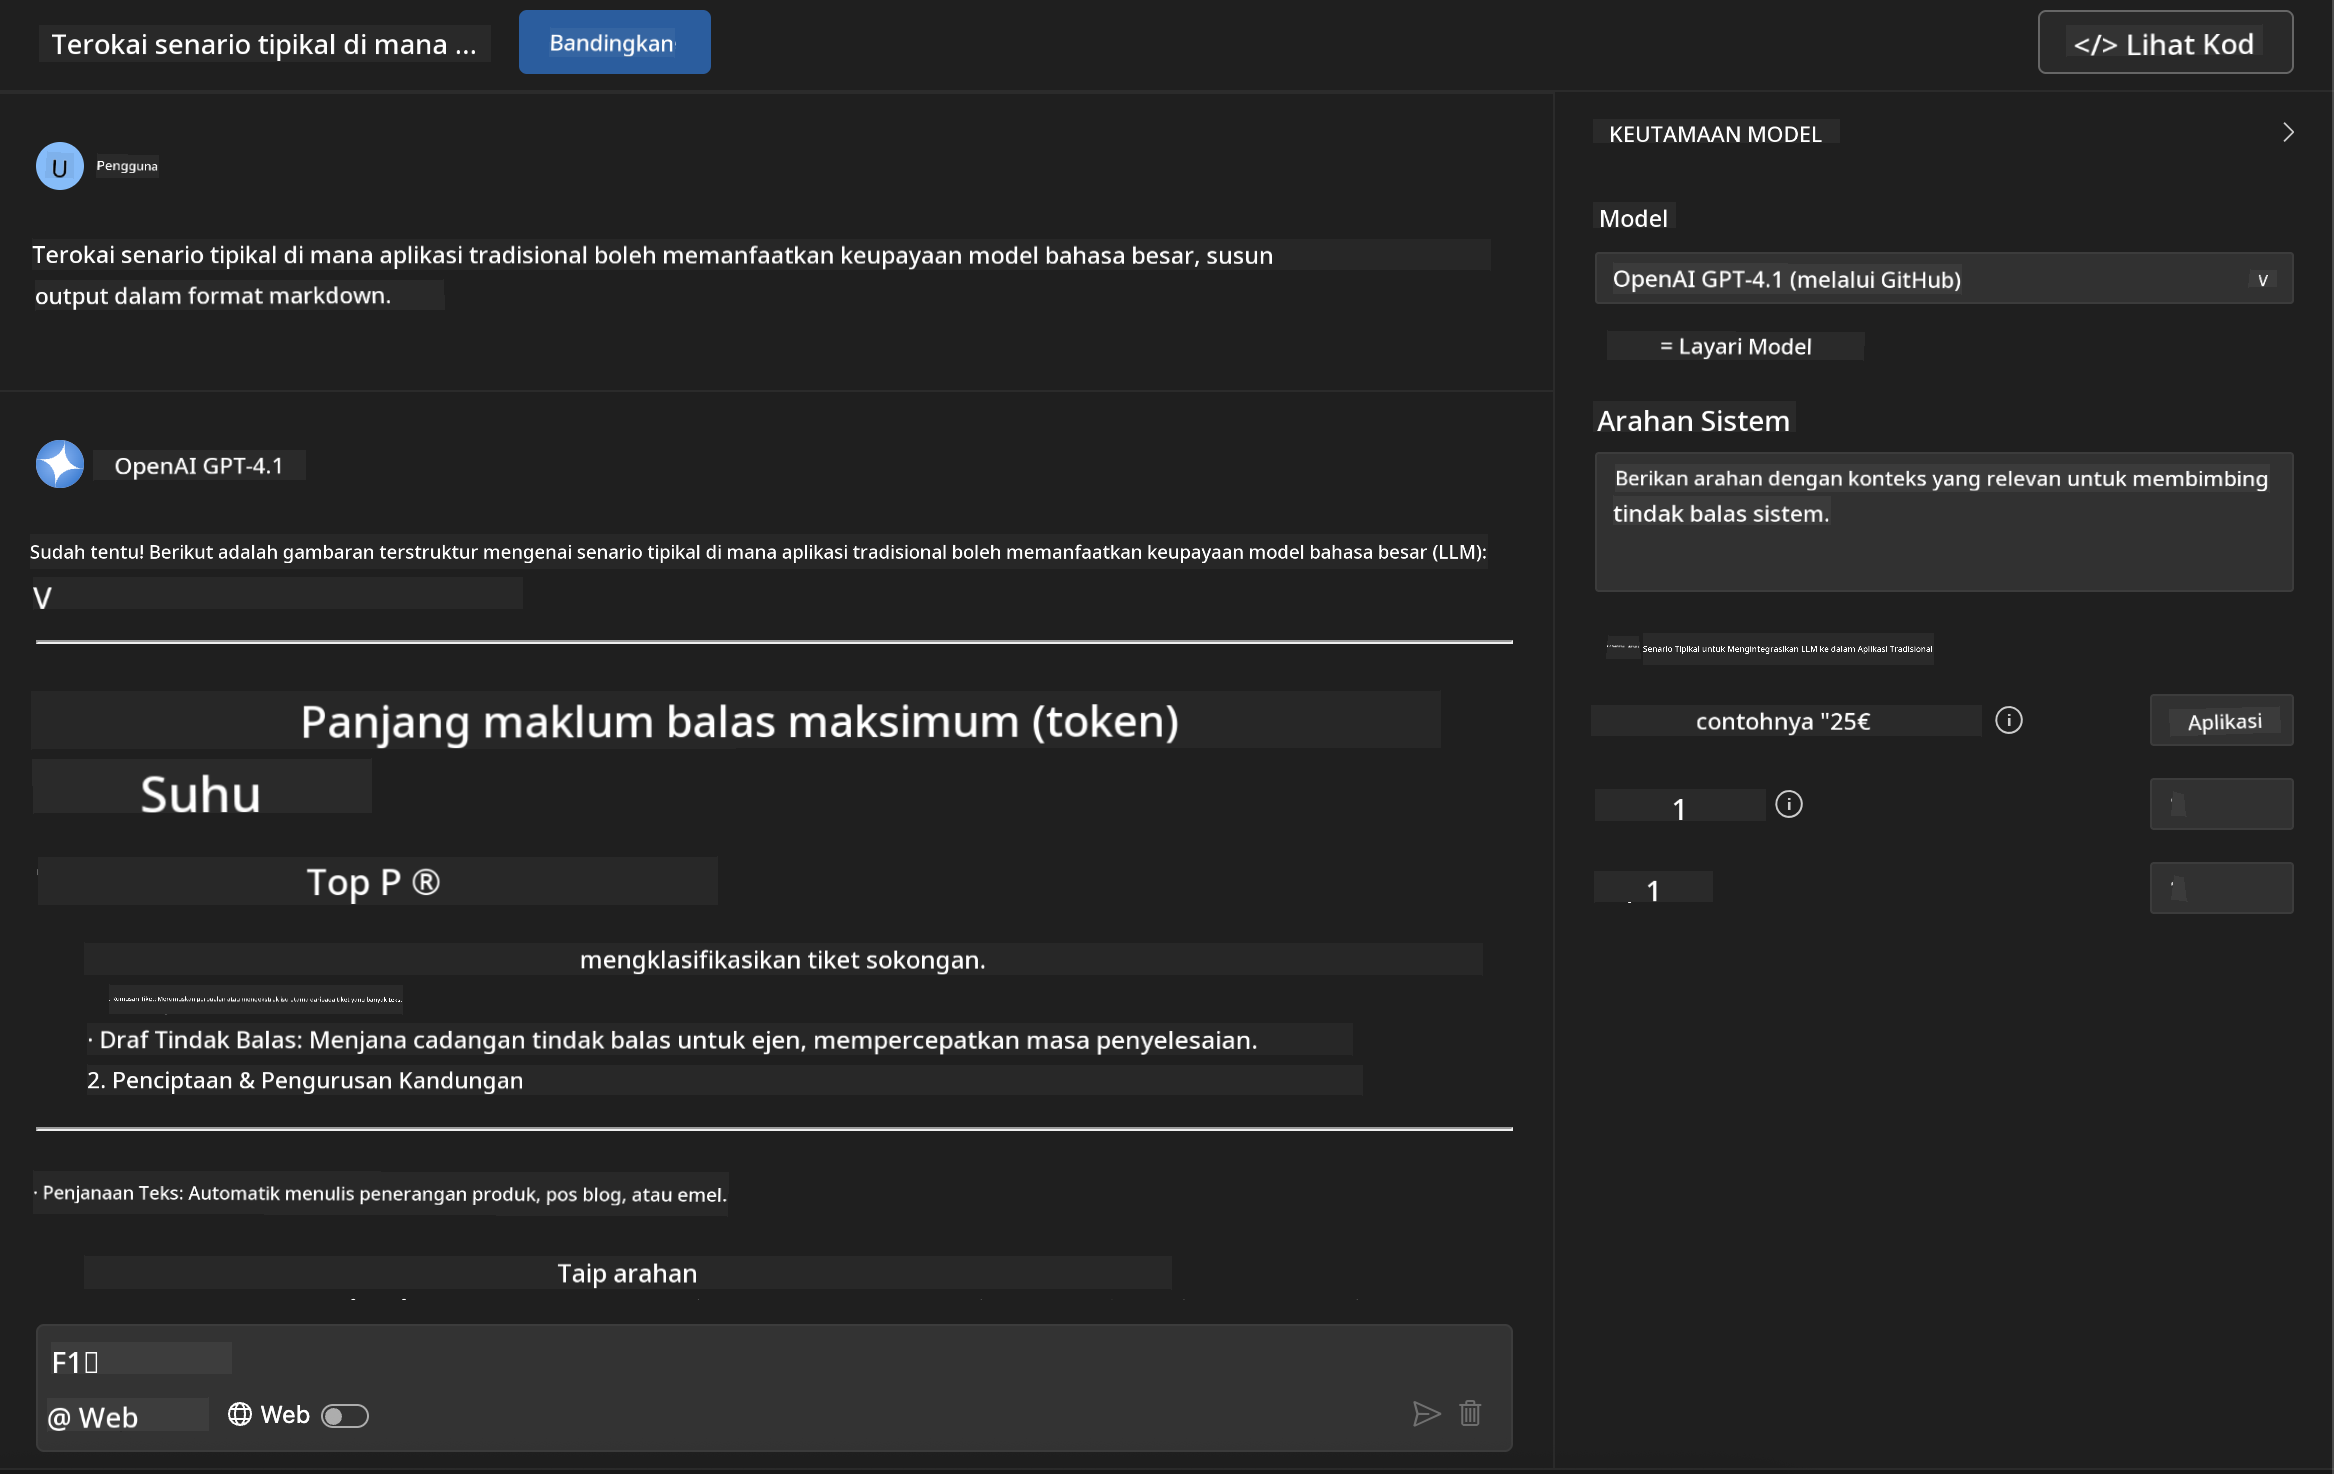 Terokai senario tipikal di mana ...
Bandingkan
</> Lihat Kod
U
Pengguna
Terokai senario tipikal di mana aplikasi tradisional boleh memanfaatkan keupayaan model bahasa besar, susun
output dalam format markdown.
OpenAI GPT-4.1
Sudah tentu! Berikut adalah gambaran terstruktur mengenai senario tipikal di mana aplikasi tradisional boleh memanfaatkan keupayaan model bahasa besar (LLM):
V
Panjang maklum balas maksimum (token)
Suhu
Top P ®
mengklasifikasikan tiket sokongan.
· Draf Tindak Balas: Menjana cadangan tindak balas untuk ejen, mempercepatkan masa penyelesaian.
2. Penciptaan & Pengurusan Kandungan
· Penjanaan Teks: Automatik menulis penerangan produk, pos blog, atau emel.
Taip arahan
F1
@ Web
Web
KEUTAMAAN MODEL
Model
OpenAI GPT-4.1 (melalui GitHub)
v
= Layari Model
Arahan Sistem
Berikan arahan dengan konteks yang relevan untuk membimbing
tindak balas sistem.
Senario Tipikal untuk Mengintegrasikan LLM ke dalam Aplikasi Tradisional
contohnya "25€
Aplikasi
1
1